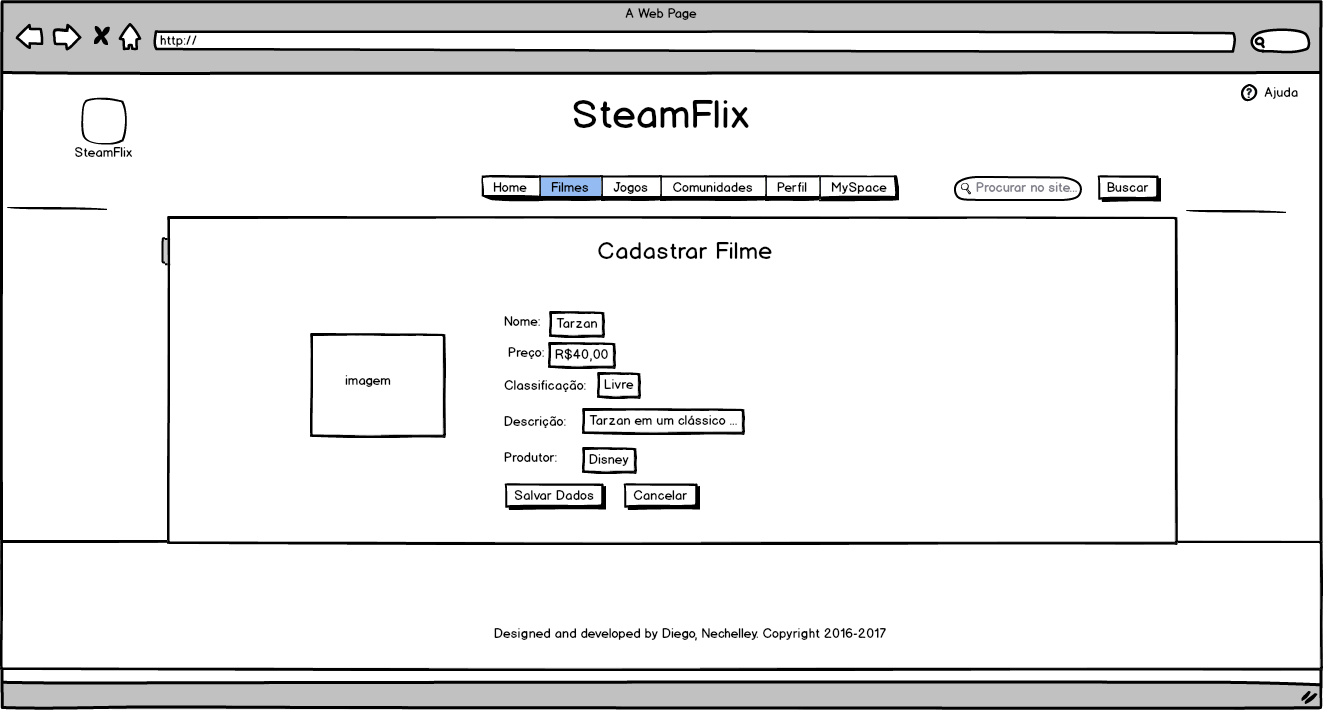 A Web Page
http://
Ajuda
SteamFlix
SteamFlix
Home Filmes Jogos Comunidades Perfil MySpace
Procurar no site... Buscar
Cadastrar Filme
imagem
Nome: Tarzan
Preço: R$40,00
Classificação: Livre
Descrição: Tarzan em um clássico ...
Produtor: Disney
Salvar Dados Cancelar
Designed and developed by Diego, Nechelley. Copyright 2016-2017